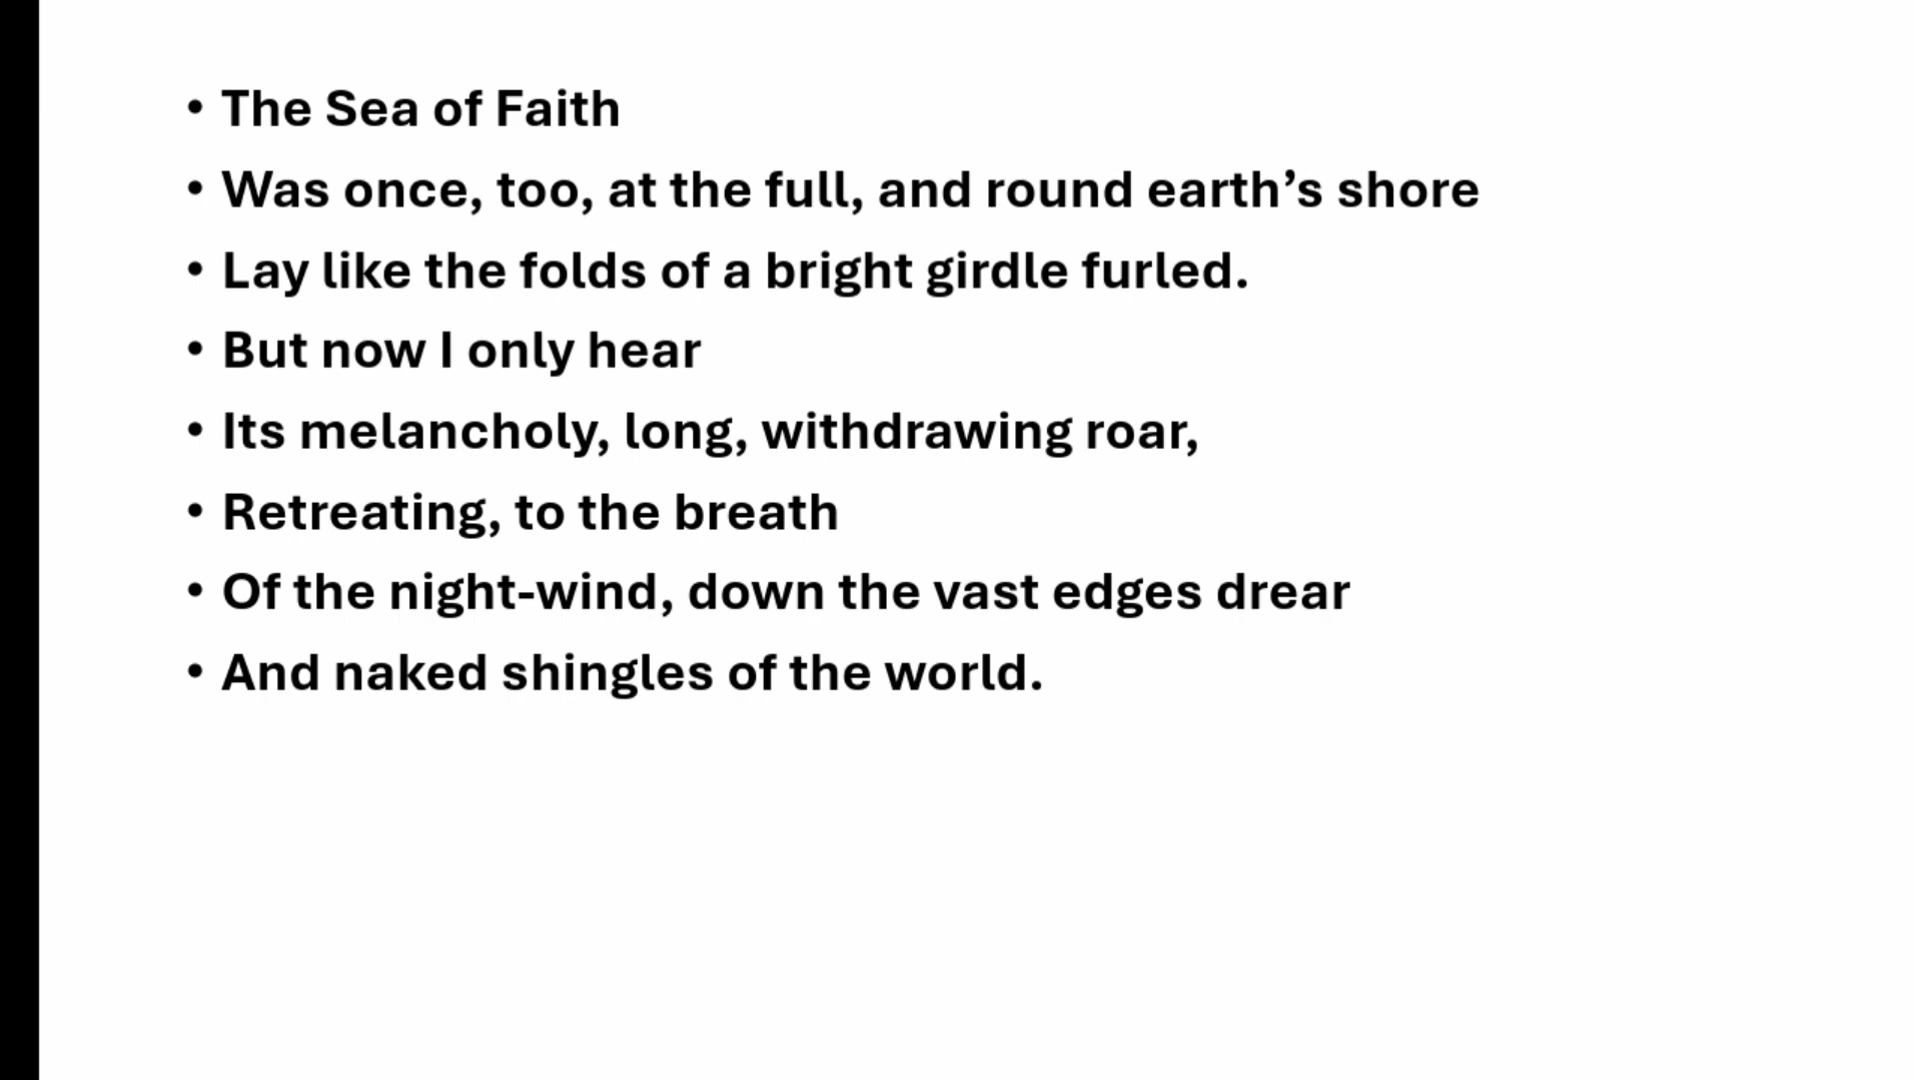 • The Sea of Faith
• Was once, too, at the full, and round earth’s shore
• Lay like the folds of a bright girdle furled.
• But now I only hear
• Its melancholy, long, withdrawing roar,
• Retreating, to the breath
• Of the night-wind, down the vast edges drear
• And naked shingles of the world.